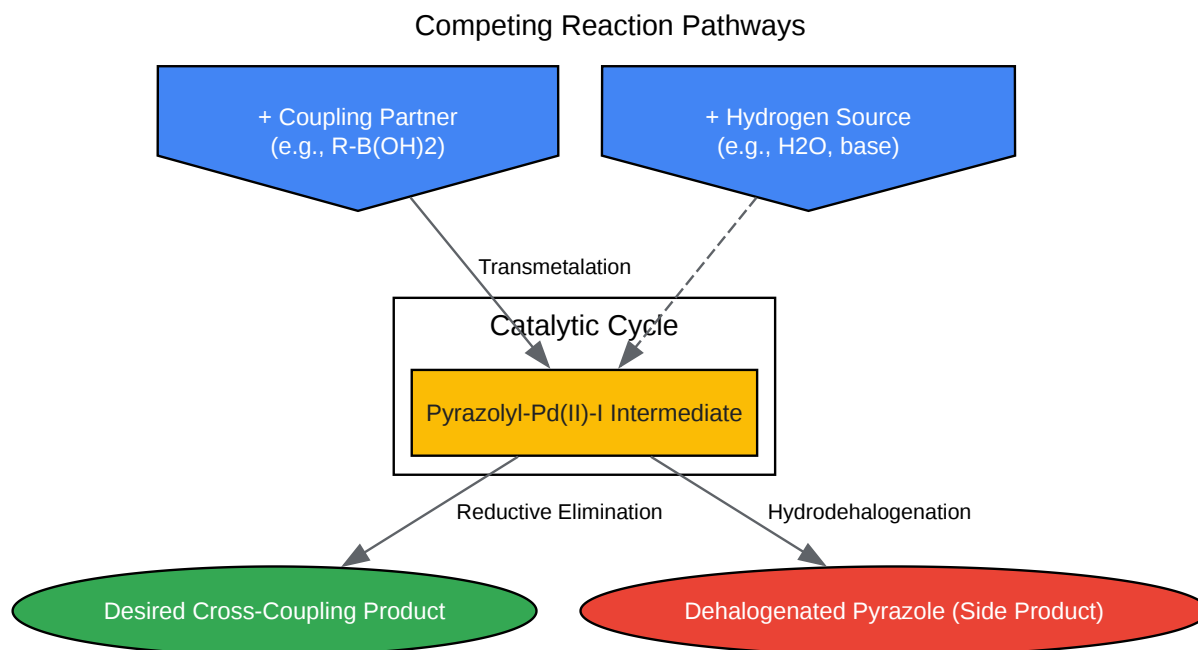 Competing Reaction Pathways
+ Coupling Partner
(e.g., R-B(OH)2)
+ Hydrogen Source
(e.g., H2O, base)
Transmetalation
Catalytic Cycle
Pyrazolyl-Pd(II)-I Intermediate
Reductive Elimination
Hydrodehalogenation
Desired Cross-Coupling Product
Dehalogenated Pyrazole (Side Product)